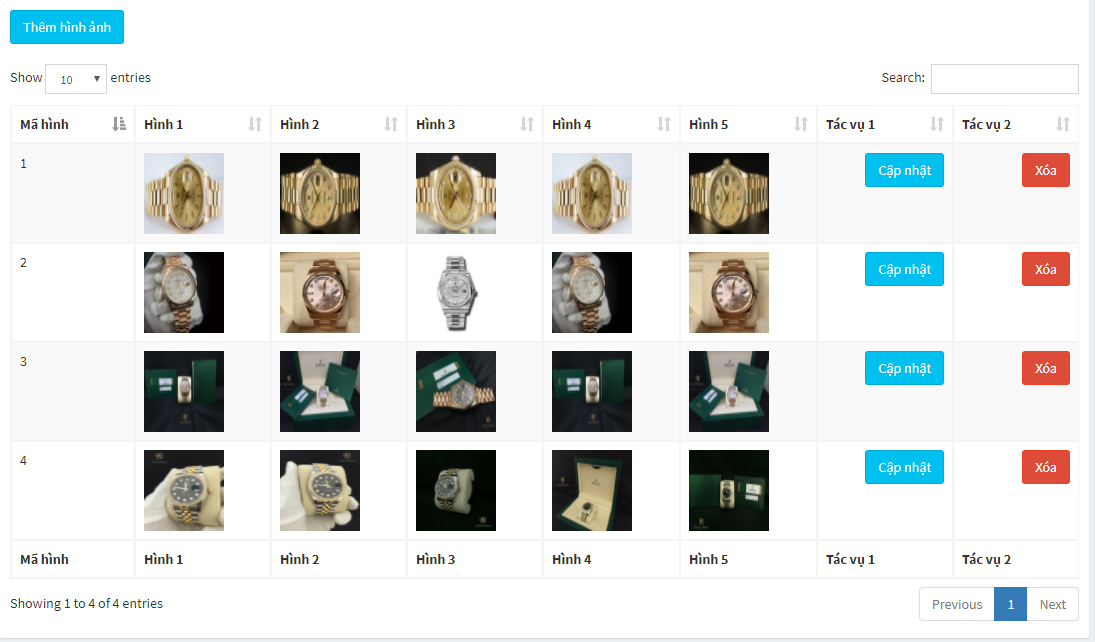 Thêm hình ảnh
Show 10 entries Search:
Mã hình Hình 1 Hình 2 Hình 3 Hình 4 Hình 5 Tác vụ 1 Tác vụ 2
1 Cập nhật Xóa
2 Cập nhật Xóa
3 Cập nhật Xóa
4 Cập nhật Xóa
Mã hình Hình 1 Hình 2 Hình 3 Hình 4 Hình 5 Tác vụ 1 Tác vụ 2
Showing 1 to 4 of 4 entries Previous 1 Next